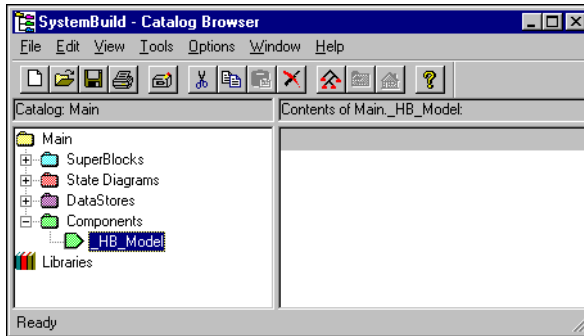 SystemBuild - Catalog Browser
File Edit View Tools Options Window Help
Catalog: Main
Contents of Main._HB_Model:
Main
SuperBlocks
State Diagrams
DataStores
Components
_HB_Model
Libraries
Ready